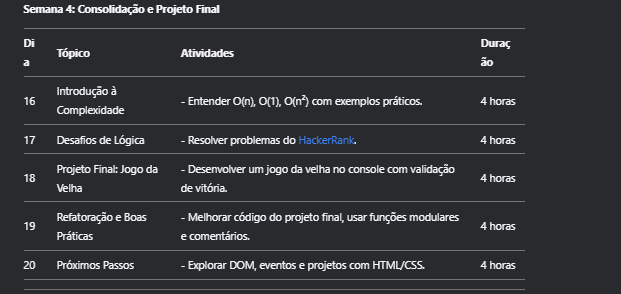 Semana 4: Consolidação e Projeto Final
Di
a
Tópico
Atividades
Duraç
ão
16
Introdução à
Complexidade
- Entender O(n), O(1), O(n²) com exemplos práticos.
4 horas
17
Desafios de Lógica
- Resolver problemas do HackerRank.
4 horas
18
Projeto Final: Jogo da
Velha
- Desenvolver um jogo da velha no console com validação
de vitória.
4 horas
19
Refatoração e Boas
Práticas
- Melhorar código do projeto final, usar funções modulares
e comentários.
4 horas
20
Próximos Passos
- Explorar DOM, eventos e projetos com HTML/CSS.
4 horas